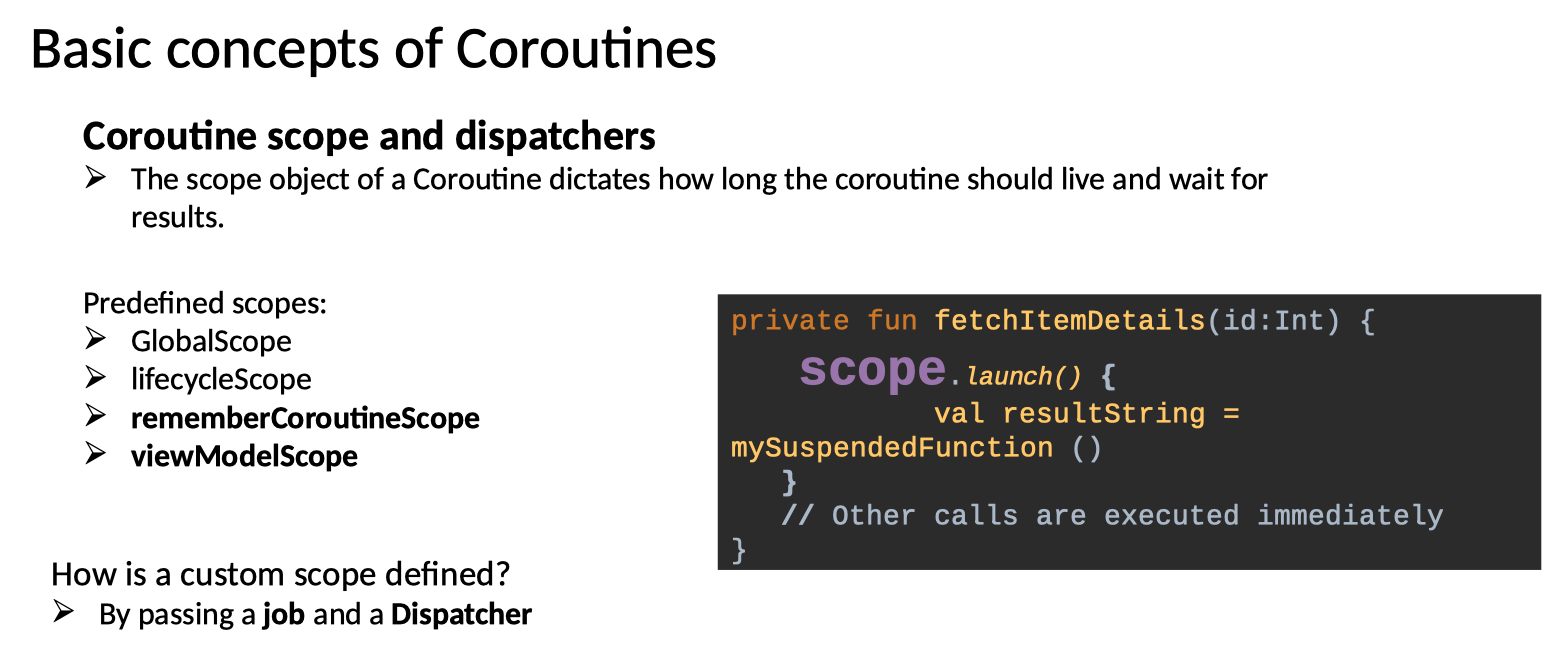 Basic concepts of Coroutines
Coroutine scope and dispatchers
➢ The scope object of a Coroutine dictates how long the coroutine should live and wait for
results.
Predefined scopes:
➢ GlobalScope
➢ lifecycleScope
➢ rememberCoroutineScope
➢ viewModelScope
How is a custom scope defined?
➢ By passing a job and a Dispatcher
private fun fetchItemDetails(id:Int) {
scope.launch() {
val resultString =
mySuspendedFunction ()
}
// Other calls are executed immediately
}